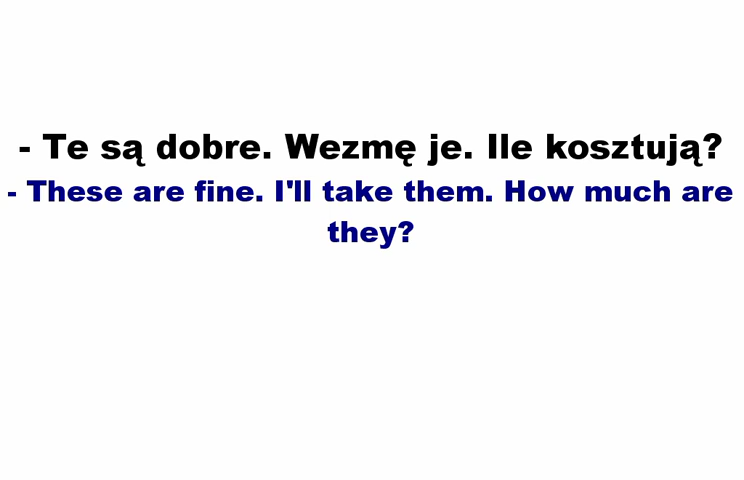 - Te są dobre. Wezmę je. Ile kosztują?
- These are fine. I'll take them. How much are
they?